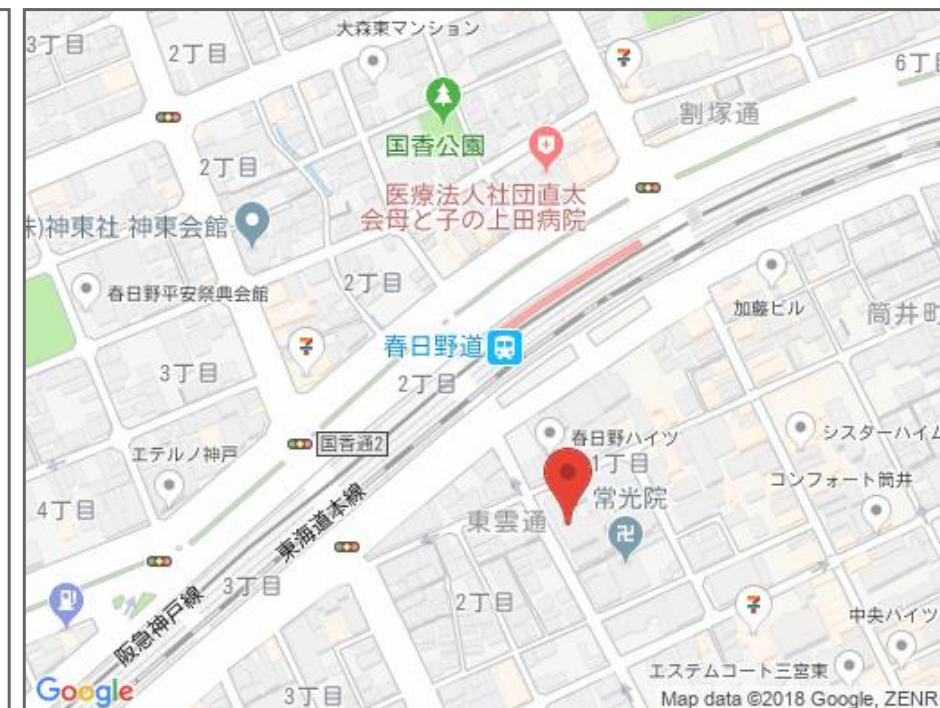 大森東マンション
3丁目
2丁目
6丁目
割塚通
国香公園
2丁目
医療法人社団直太
会母と子の上田病院
株)神東社 神東会館
2丁目
春日野平安祭典会館
加藤ビル
筒井町
春日野道
3丁目
2丁目
国香通2
春日野ハイツ
シスターハイム
エテルノ神戸
1丁目
コンフォート筒井
4丁目
常光院
東雲通
東海道本線
3丁目
2丁目
阪急神戸線
中央ハイツ
エステムコート三宮東
Google
3丁目
Map data ©2018 Google, ZENR